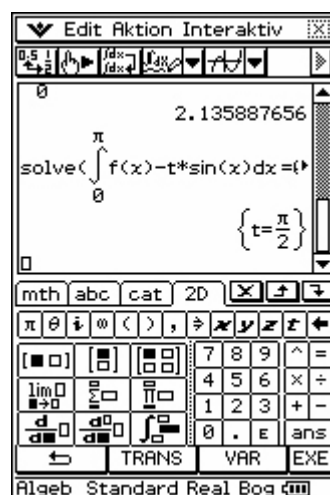 Edit Aktion Interaktiv
0
2.135887656
π
solve(∫ f(x)-t*sin(x)dx=
0
{t=π/2}
mth abc cat 2D
π θ i ∞ ( ) , ⇒ x y z t ←
7 8 9 ^ =
lim 4 5 6 × ÷
Σ Π 1 2 3 + -
d/d d/d ∫ 0 . E ans
TRANS VAR EXE
Algeb Standard Real Bog